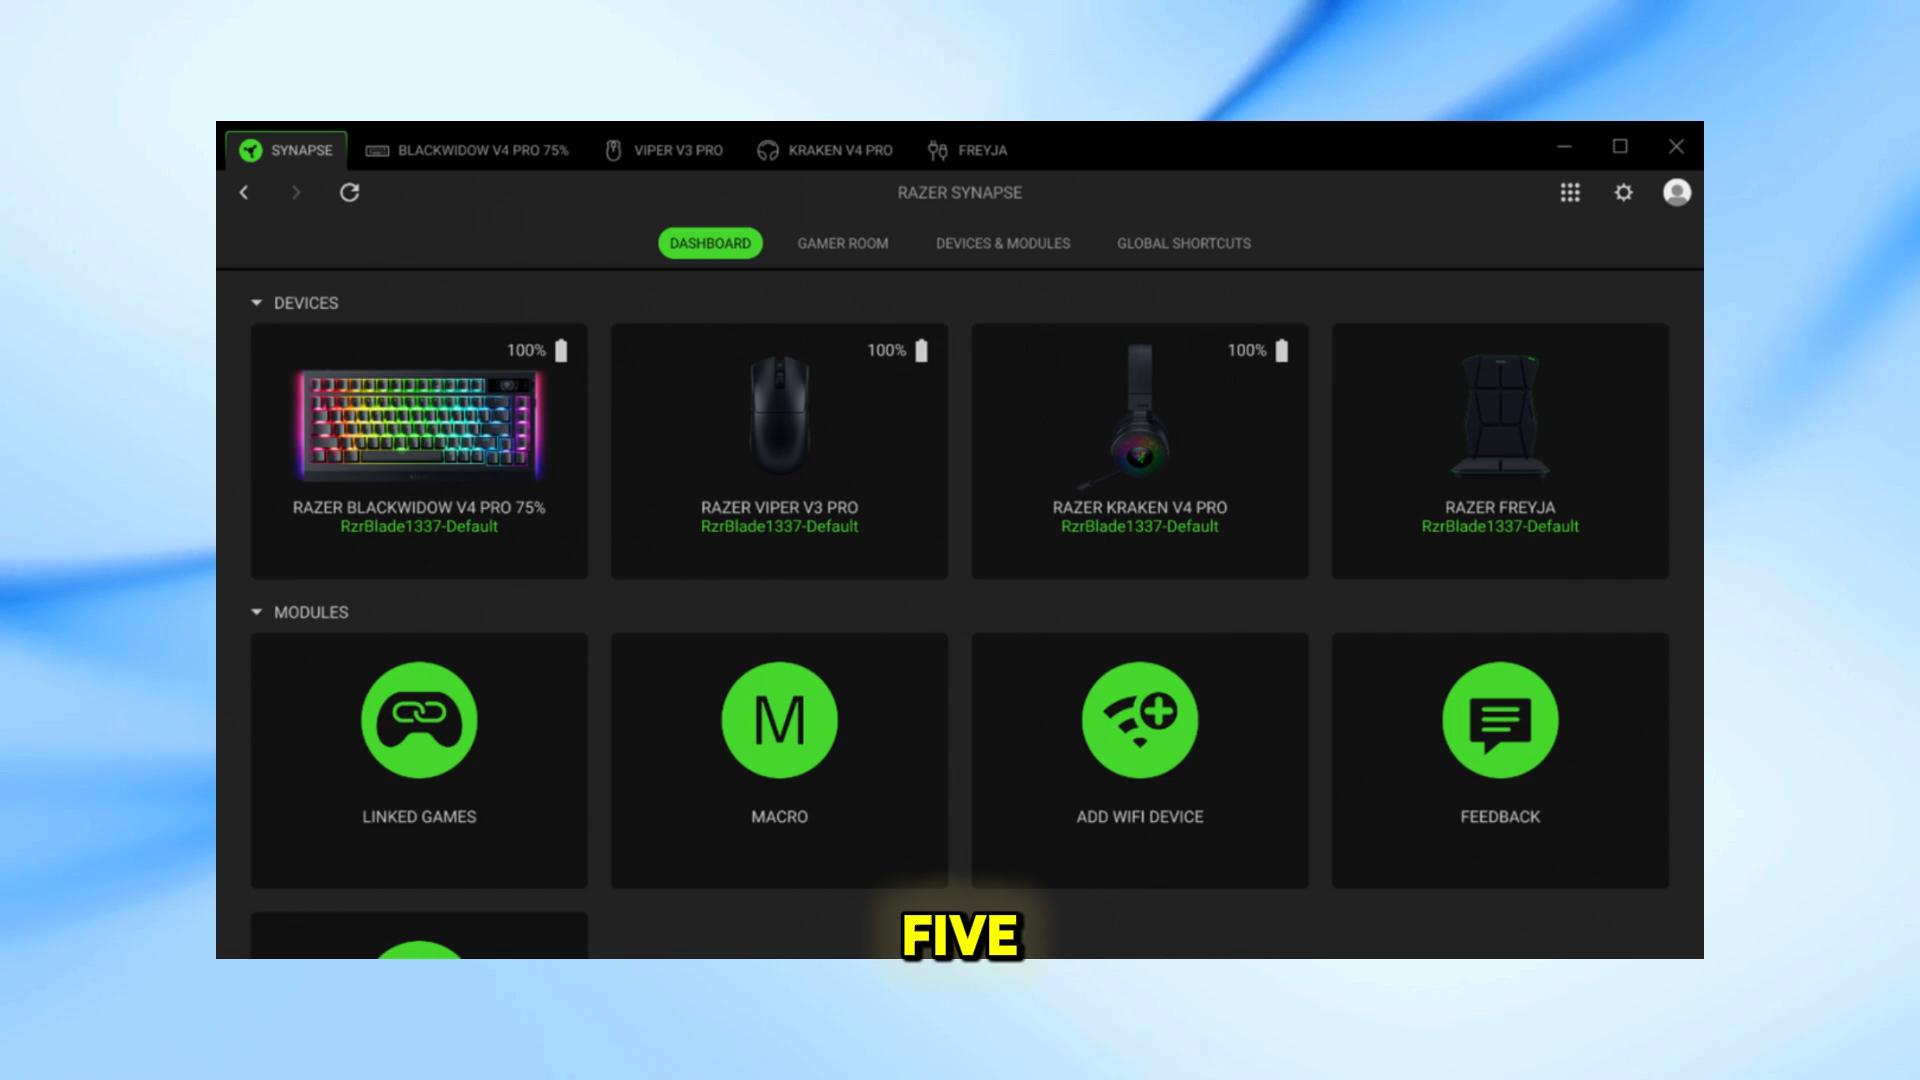 SYNAPSE BLACKWIDOW V4 PRO 75% VIPER V3 PRO KRAKEN V4 PRO FREYJA
RAZER SYNAPSE
DASHBOARD GAMER ROOM DEVICES & MODULES GLOBAL SHORTCUTS
DEVICES
100% 100% 100%
RAZER BLACKWIDOW V4 PRO 75% RAZER VIPER V3 PRO RAZER KRAKEN V4 PRO RAZER FREYJA
RzrBlade1337-Default RzrBlade1337-Default RzrBlade1337-Default RzrBlade1337-Default
MODULES
M
LINKED GAMES MACRO ADD WIFI DEVICE FEEDBACK
FIVE